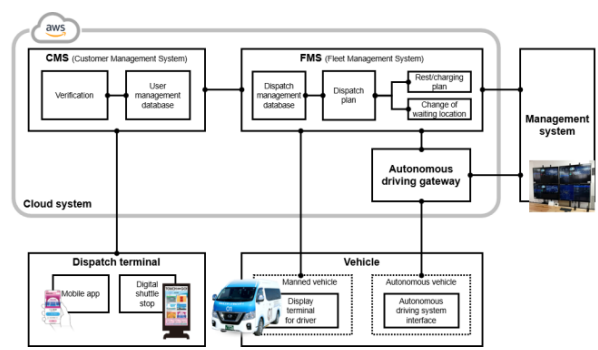 aws
CMS (Customer Management System)
Verification
User
management
database
FMS (Fleet Management System)
Dispatch
management
database
Dispatch
plan
Rest/charging
plan
Change of
waiting location
Management
system
Autonomous
driving gateway
Cloud system
Dispatch terminal
Mobile app
Digital
shuttle
stop
Vehicle
Manned vehicle
Display
terminal
for driver
Autonomous vehicle
Autonomous
driving system
interface